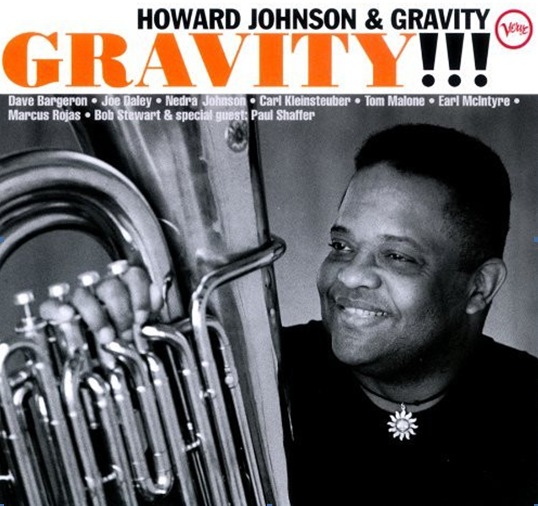 HOWARD JOHNSON & GRAVITY
Verve
GRAVITY!!!
Dave Bargeron • Joe Daley • Nedra Johnson • Carl Kleinsteuber • Tom Malone • Earl McIntyre •
Marcus Rojas • Bob Stewart & special guest: Paul Shaffer